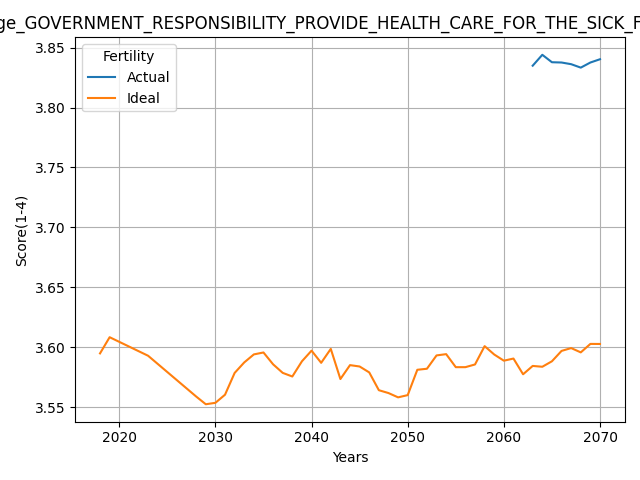 ge_GOVERNMENT_RESPONSIBILITY_PROVIDE_HEALTH_CARE_FOR_THE_SICK_F
Fertility
Actual
Ideal
Score(1-4)
3.85
3.80
3.75
3.70
3.65
3.60
3.55
2020 2030 2040 2050 2060 2070
Years